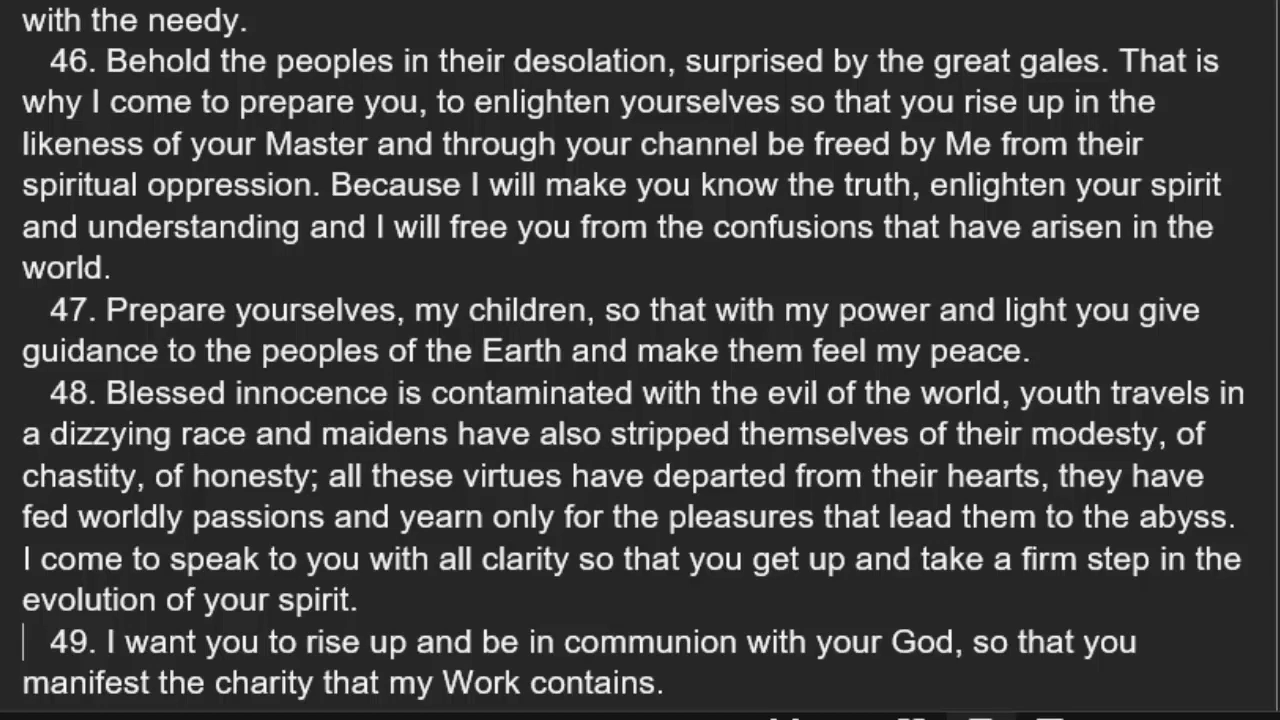 with the needy.
46. Behold the peoples in their desolation, surprised by the great gales. That is
why I come to prepare you, to enlighten yourselves so that you rise up in the
likeness of your Master and through your channel be freed by Me from their
spiritual oppression. Because I will make you know the truth, enlighten your spirit
and understanding and I will free you from the confusions that have arisen in the
world.
47. Prepare yourselves, my children, so that with my power and light you give
guidance to the peoples of the Earth and make them feel my peace.
48. Blessed innocence is contaminated with the evil of the world, youth travels in
a dizzying race and maidens have also stripped themselves of their modesty, of
chastity, of honesty; all these virtues have departed from their hearts, they have
fed worldly passions and yearn only for the pleasures that lead them to the abyss.
I come to speak to you with all clarity so that you get up and take a firm step in the
evolution of your spirit.
49. I want you to rise up and be in communion with your God, so that you
manifest the charity that my Work contains.